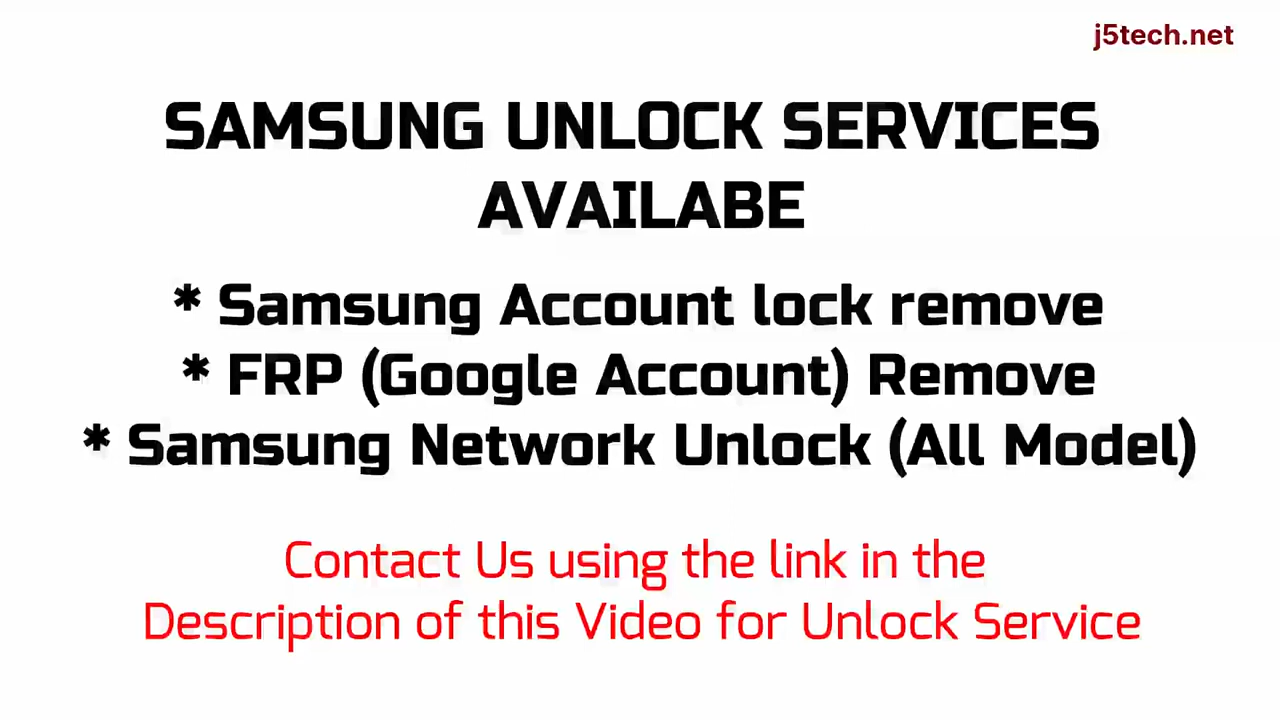 j5tech.net
SAMSUNG UNLOCK SERVICES
AVAILABE
* Samsung Account lock remove
* FRP (Google Account) Remove
* Samsung Network Unlock (All Model)
Contact Us using the link in the
Description of this Video for Unlock Service